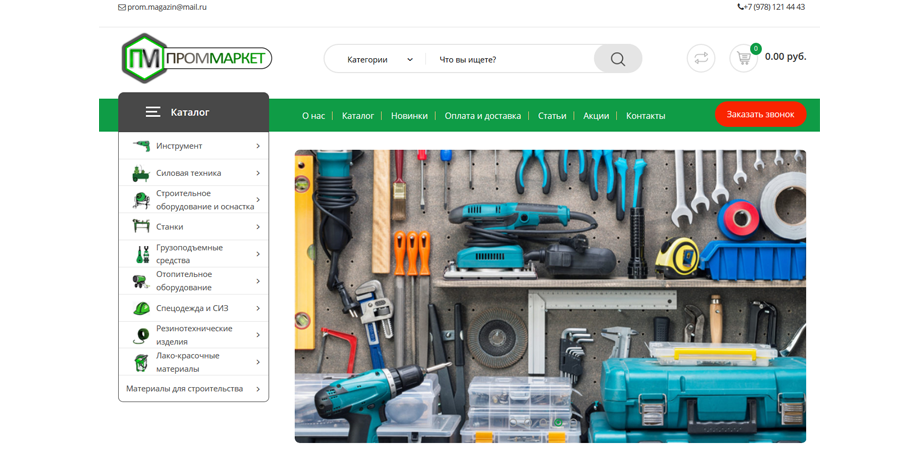 prom.magazin@mail.ru
+7 (978) 121 44 43
ПРОММАРКЕТ
Категории
Что вы ищете?
0
0.00 руб.
Каталог
О нас
Каталог
Новинки
Оплата и доставка
Статьи
Акции
Контакты
Заказать звонок
Инструмент
Силовая техника
Строительное
оборудование и оснастка
Станки
Грузоподъемные
средства
Отопительное
оборудование
Спецодежда и СИЗ
Резинотехнические
изделия
Лако-красочные
материалы
Материалы для строительства